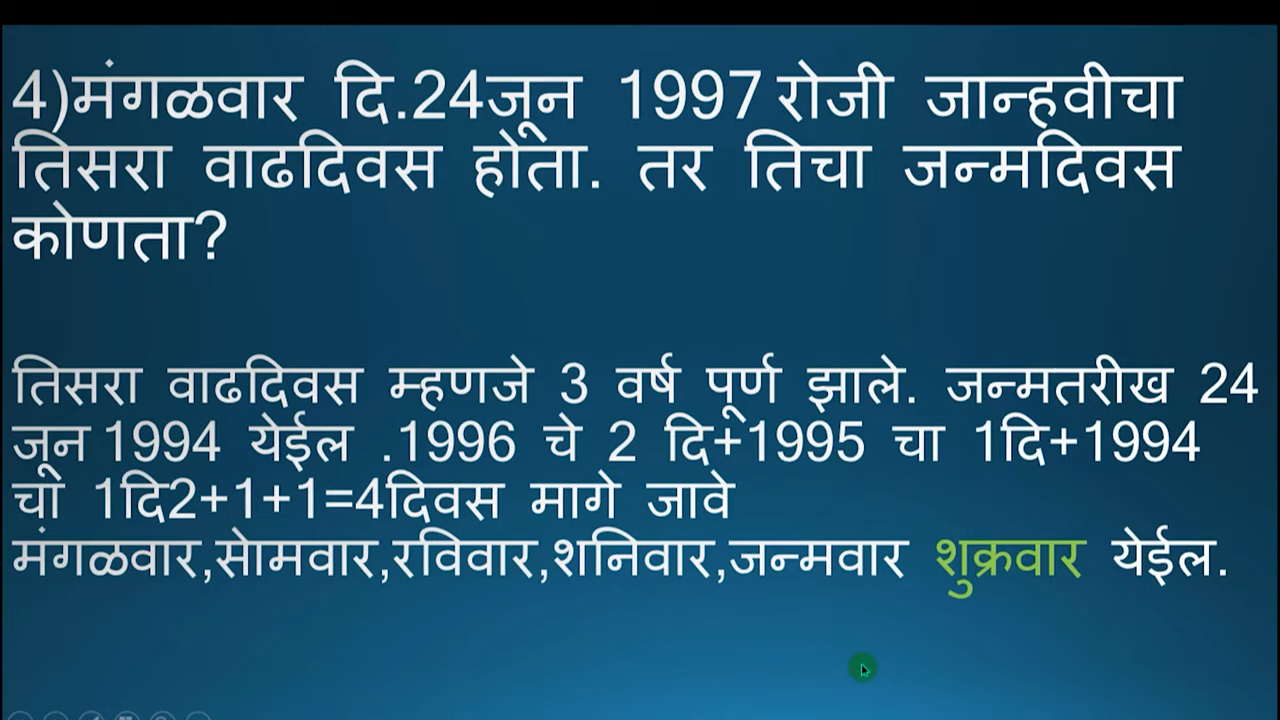 4)मंगळवार दि.24जून 1997 रोजी जान्हवीचा
तिसरा वाढदिवस होता. तर तिचा जन्मदिवस
कोणता?
तिसरा वाढदिवस म्हणजे 3 वर्ष पूर्ण झाले. जन्मतरीख 24
जून 1994 येईल .1996 चे 2 दि+1995 चा 1दि+1994
चा 1दि2+1+1=4दिवस मागे जावे
मंगळवार,सेामवार,रविवार,शनिवार,जन्मवार शुक्रवार येईल.